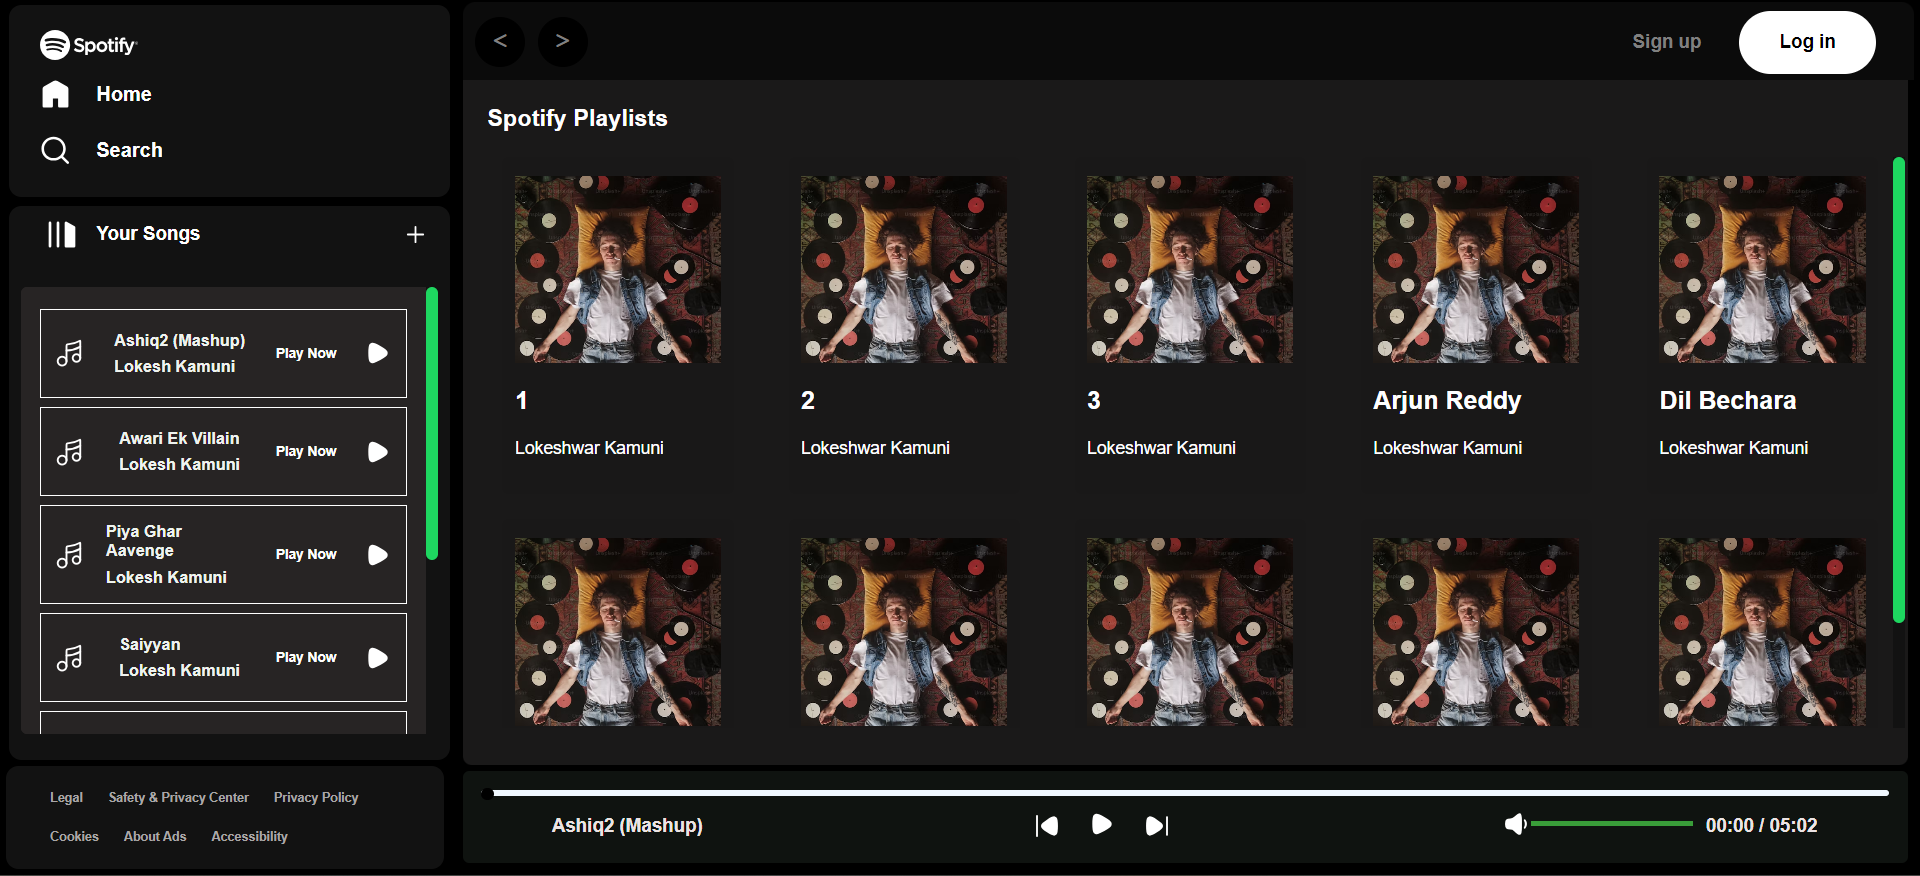 Spotify
Home
Search
Your Songs
Ashiq2 (Mashup)
Lokesh Kamuni
Play Now
Awari Ek Villain
Lokesh Kamuni
Play Now
Piya Ghar
Aavenge
Lokesh Kamuni
Play Now
Saiyyan
Lokesh Kamuni
Play Now
Legal Safety & Privacy Center Privacy Policy
Cookies About Ads Accessibility
< >
Sign up Log in
Spotify Playlists
1
Lokeshwar Kamuni
2
Lokeshwar Kamuni
3
Lokeshwar Kamuni
Arjun Reddy
Lokeshwar Kamuni
Dil Bechara
Lokeshwar Kamuni
Ashiq2 (Mashup)
00:00 / 05:02